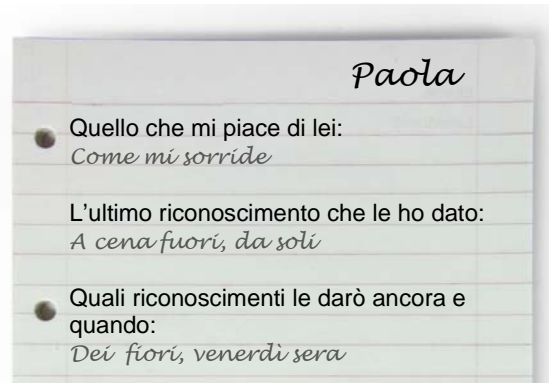 Paola
Quello che mi piace di lei:
Come mi sorride
L'ultimo riconoscimento che le ho dato:
A cena fuori, da soli
Quali riconoscimenti le darò ancora e
quando:
Dei fiori, venerdì sera